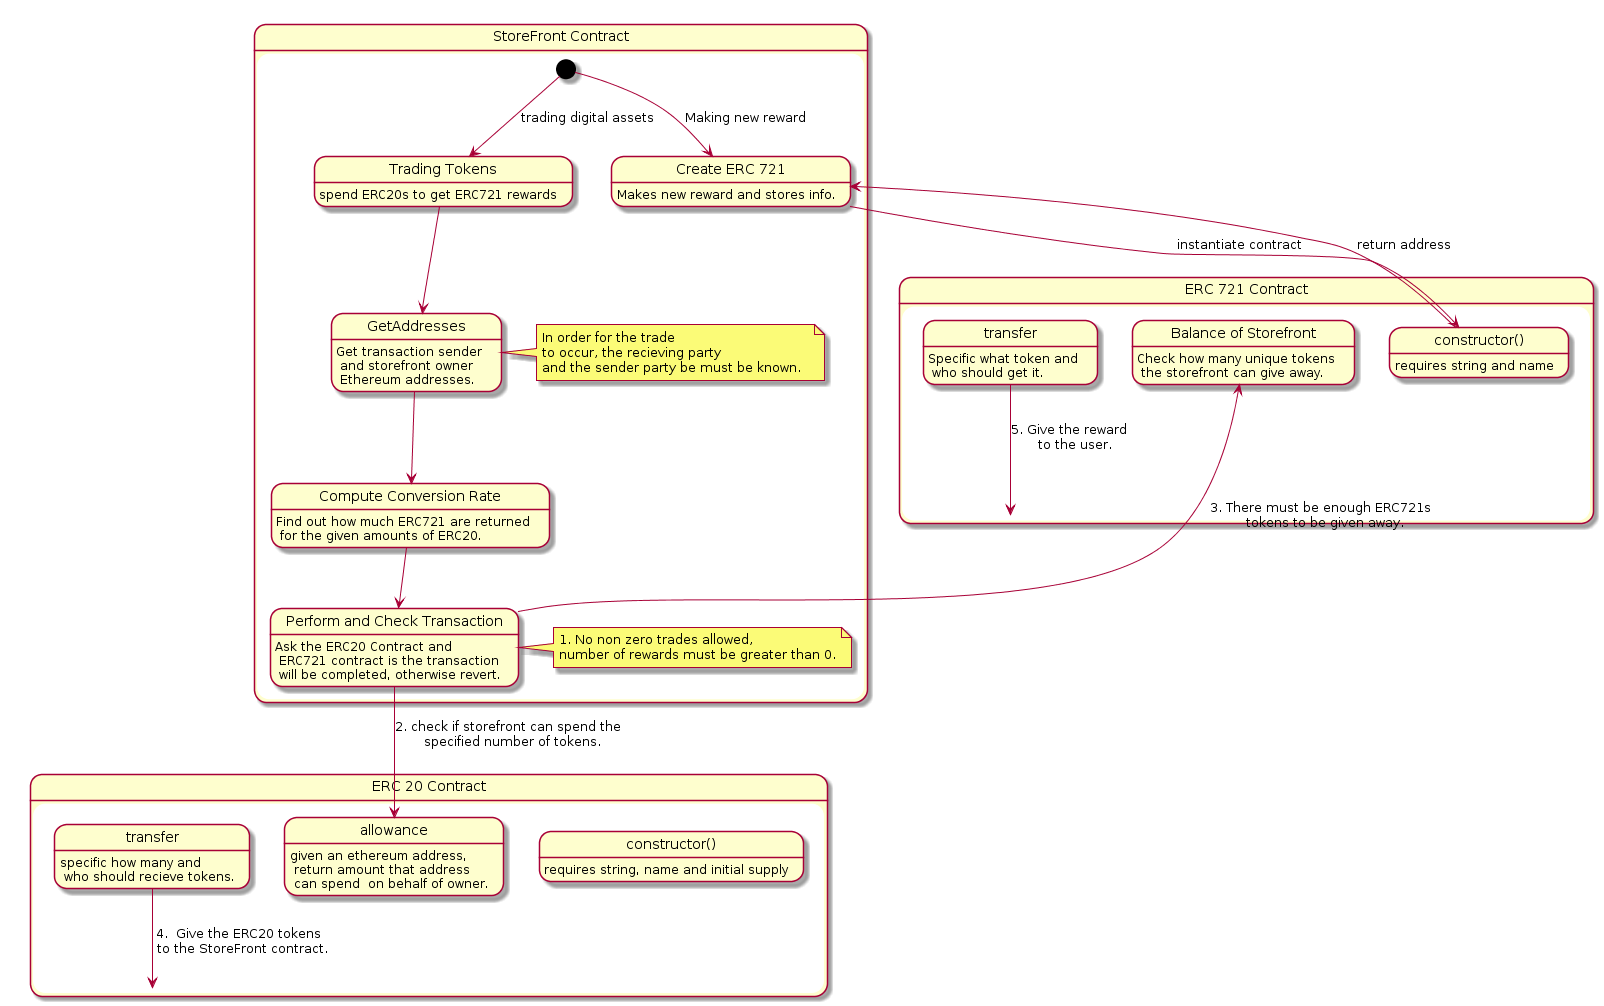 StoreFront Contract
trading digital assets
Making new reward
Trading Tokens
spend ERC20s to get ERC721 rewards
Create ERC 721
Makes new reward and stores info.
instantiate contract
return address
GetAddresses
Get transaction sender
and storefront owner
Ethereum addresses.
In order for the trade
to occur, the recieving party
and the sender party be must be known.
ERC 721 Contract
transfer
Specific what token and
who should get it.
Balance of Storefront
Check how many unique tokens
the storefront can give away.
constructor()
requires string and name
5. Give the reward
to the user.
Compute Conversion Rate
Find out how much ERC721 are returned
for the given amounts of ERC20.
3. There must be enough ERC721s
tokens to be given away.
Perform and Check Transaction
Ask the ERC20 Contract and
ERC721 contract is the transaction
will be completed, otherwise revert.
1. No non zero trades allowed,
number of rewards must be greater than 0.
2. check if storefront can spend the
specified number of tokens.
ERC 20 Contract
transfer
specific how many and
who should recieve tokens.
allowance
given an ethereum address,
return amount that address
can spend  on behalf of owner.
constructor()
requires string, name and initial supply
4.  Give the ERC20 tokens
to the StoreFront contract.